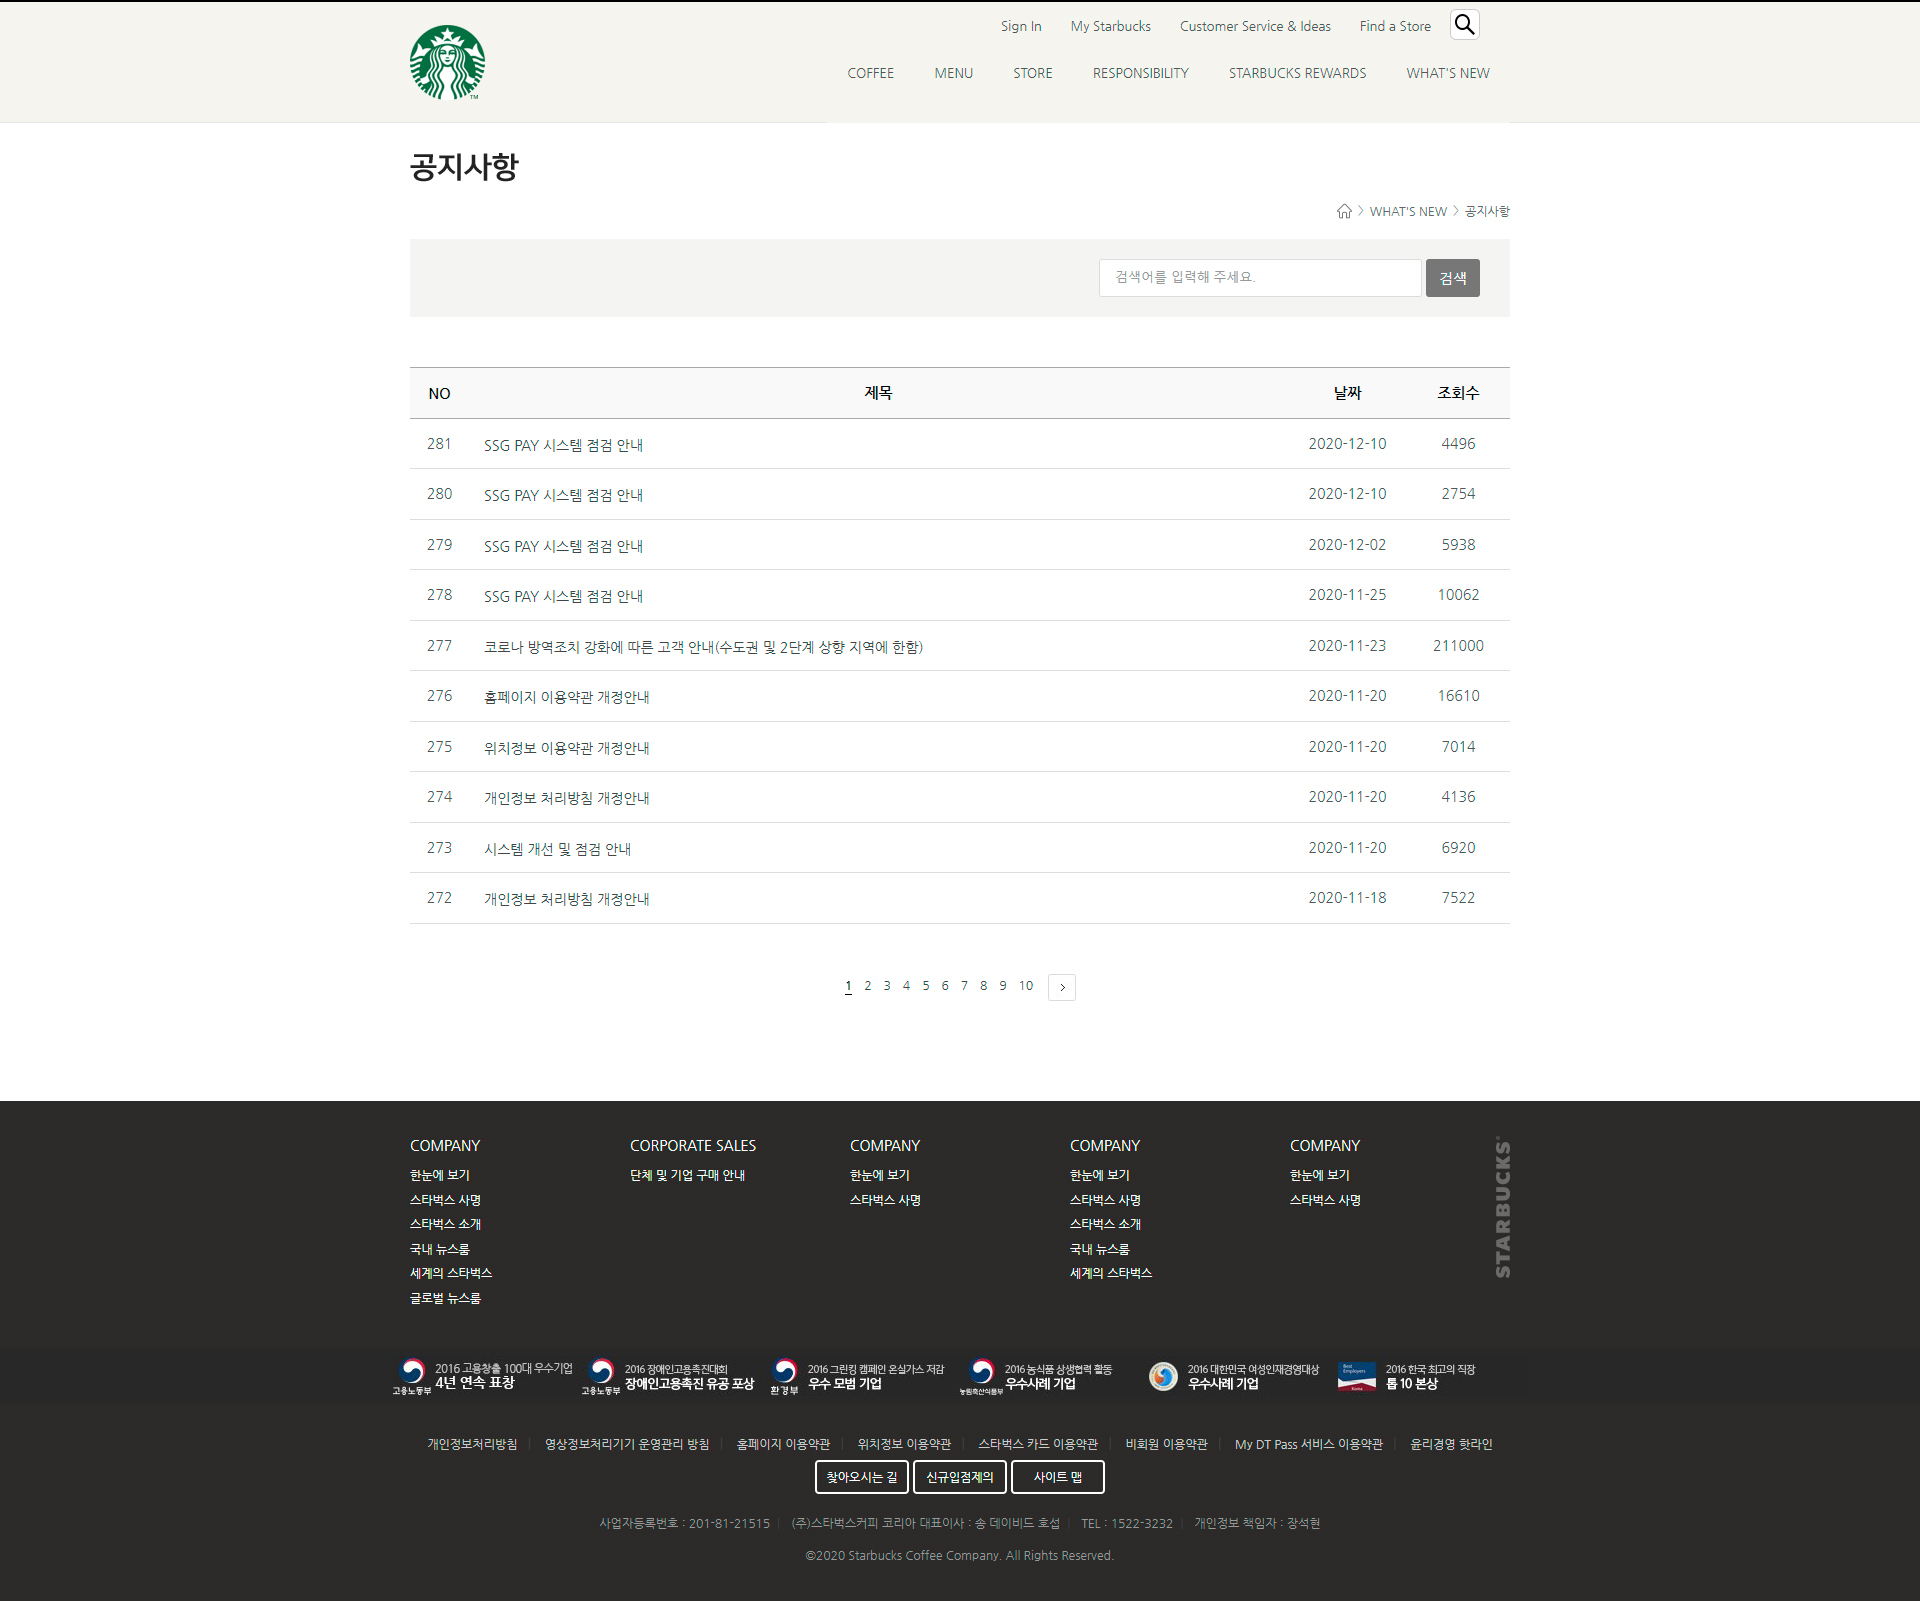 Sign In My Starbucks Customer Service & Ideas Find a Store
COFFEE MENU STORE RESPONSIBILITY STARBUCKS REWARDS WHAT'S NEW
TM
공지사항
> WHAT'S NEW > 공지사항
검색어를 입력해 주세요. 검색
NO 제목 날짜 조회수
281 SSG PAY 시스템 점검 안내 2020-12-10 4496
280 SSG PAY 시스템 점검 안내 2020-12-10 2754
279 SSG PAY 시스템 점검 안내 2020-12-02 5938
278 SSG PAY 시스템 점검 안내 2020-11-25 10062
277 코로나 방역조치 강화에 따른 고객 안내(수도권 및 2단계 상향 지역에 한함) 2020-11-23 211000
276 홈페이지 이용약관 개정안내 2020-11-20 16610
275 위치정보 이용약관 개정안내 2020-11-20 7014
274 개인정보 처리방침 개정안내 2020-11-20 4136
273 시스템 개선 및 점검 안내 2020-11-20 6920
272 개인정보 처리방침 개정안내 2020-11-18 7522
1 2 3 4 5 6 7 8 9 10 >
COMPANY
한눈에 보기
스타벅스 사명
스타벅스 소개
국내 뉴스룸
세계의 스타벅스
글로벌 뉴스룸
CORPORATE SALES
단체 및 기업 구매 안내
COMPANY
한눈에 보기
스타벅스 사명
COMPANY
한눈에 보기
스타벅스 사명
스타벅스 소개
국내 뉴스룸
세계의 스타벅스
COMPANY
한눈에 보기
스타벅스 사명
STARBUCKS
고용노동부
2016 고용창출 100대 우수기업
4년 연속 표창
고용노동부
2016 장애인고용촉진대회
장애인고용촉진 유공 포상
환경부
2016 그린킹 캠페인 온실가스 저감
우수 모범 기업
농림축산식품부
2016 농식품 상생협력 활동
우수사례 기업
2016 대한민국 여성인재경영대상
우수사례 기업
Best
Employers
Korea
2016 한국 최고의 직장
톱 10 본상
개인정보처리방침 | 영상정보처리기기 운영관리 방침 | 홈페이지 이용약관 | 위치정보 이용약관 | 스타벅스 카드 이용약관 | 비회원 이용약관 | My DT Pass 서비스 이용약관 | 윤리경영 핫라인
찾아오시는 길 신규입점제의 사이트 맵
사업자등록번호 : 201-81-21515 | (주)스타벅스커피 코리아 대표이사 : 송 데이비드 호섭 | TEL : 1522-3232 | 개인정보 책임자 : 장석현
©2020 Starbucks Coffee Company. All Rights Reserved.